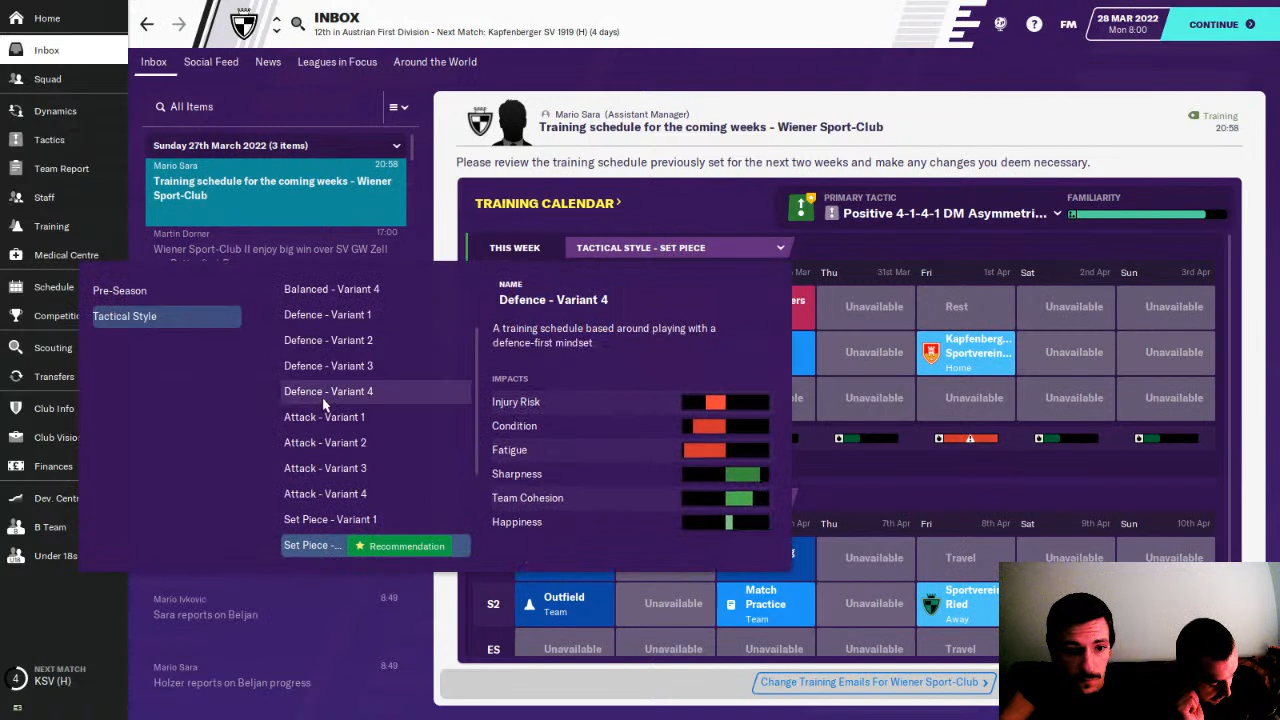 Home
Inbox
Squad
Dynamics
Tactics
Team Report
Staff
Training
Medical Centre
Schedule
Competiti
Scouting
Transfers
Club Info
Club Visio
Finances
Dev. Cent
B Team
Under 18s
4
NEXT MATCH
KSV (H)
INBOX
12th in Austrian First Division - Next Match: Kapfenberger SV 1919 (H) (4 days)
?
FM
28 MAR 2022
Mon 8:00
CONTINUE
Inbox
Social Feed
News
Leagues in Focus
Around the World
All Items
Sunday 27th March 2022 (3 items)
Mario Sara
20:58
Training schedule for the coming weeks - Wiener
Sport-Club
Martin Dorner
17:00
Wiener Sport-Club II enjoy big win over SV GW Zell
Mario Ivkovic
8:49
Sara reports on Beljan
Mario Sara
8:49
Holzer reports on Beljan progress
Mario Sara (Assistant Manager)
Training schedule for the coming weeks - Wiener Sport-Club
Training
20:58
Please review the training schedule previously set for the next two weeks and make any changes you deem necessary.
TRAINING CALENDAR
PRIMARY TACTIC
Positive 4-1-4-1 DM Asymmetri...
FAMILIARITY
THIS WEEK
TACTICAL STYLE - SET PIECE
Pre-Season
Tactical Style
Balanced - Variant 4
Defence - Variant 1
Defence - Variant 2
Defence - Variant 3
Defence - Variant 4
Attack - Variant 1
Attack - Variant 2
Attack - Variant 3
Attack - Variant 4
Set Piece - Variant 1
Set Piece -...
Recommendation
NAME
Defence - Variant 4
A training schedule based around playing with a
defence-first mindset
IMPACTS
Injury Risk
Condition
Fatigue
Sharpness
Team Cohesion
Happiness
Mar
Thu
31st Mar
Fri
1st Apr
Sat
2nd Apr
Sun
3rd Apr
ers
Unavailable
Rest
Unavailable
Unavailable
Unavailable
Kapfenberg...
Sportverein...
Home
Unavailable
Unavailable
Unavailable
Unavailable
Unavailable
Unavailable
Thu
7th Apr
Fri
8th Apr
Sat
9th Apr
Sun
10th Apr
Unavailable
Travel
Unavailable
Unavailable
S2
Outfield
Team
Unavailable
Match
Practice
Team
Unavailable
Sportverein
Ried
Away
ES
Unavailable
Unavailable
Unavailable
Unavailable
Travel
Change Training Emails For Wiener Sport-Club